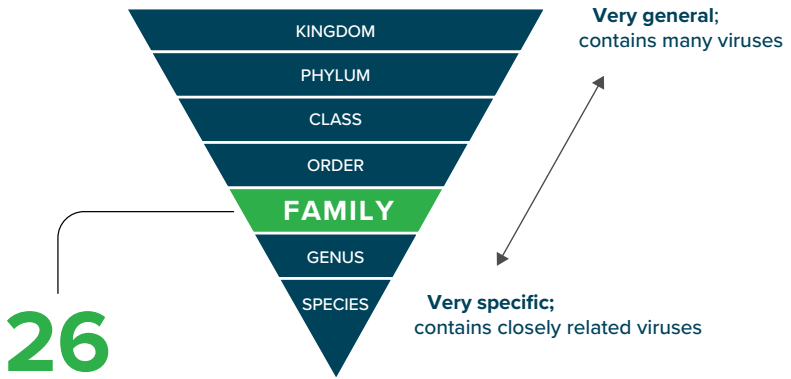 KINGDOM
PHYLUM
CLASS
ORDER
FAMILY
GENUS
SPECIES
Very general;
contains many viruses
Very specific;
contains closely related viruses
26